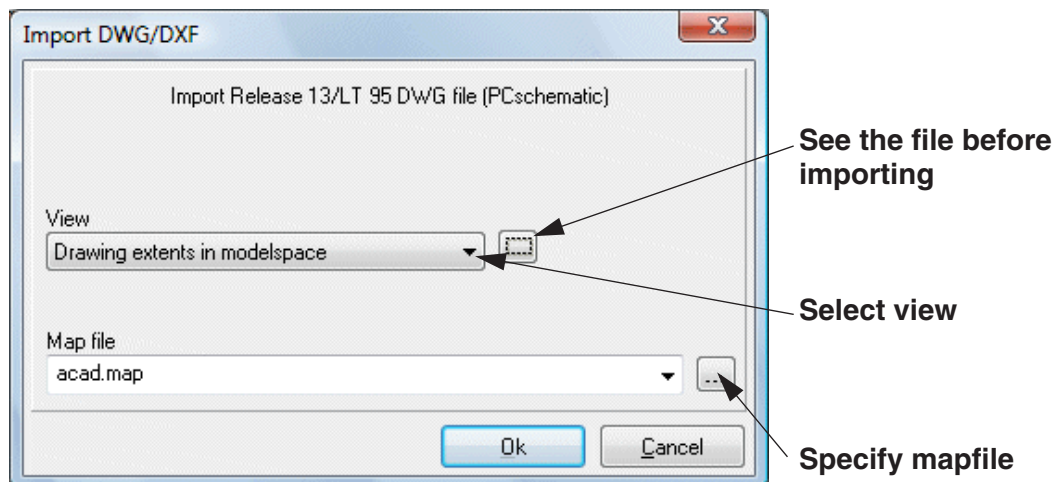 Import DWG/DXF
Import Release 13/LT 95 DWG file (PCschematic)
See the file before
importing
View
Drawing extents in modelspace
Select view
Map file
acad.map
...
Ok
Cancel
Specify mapfile